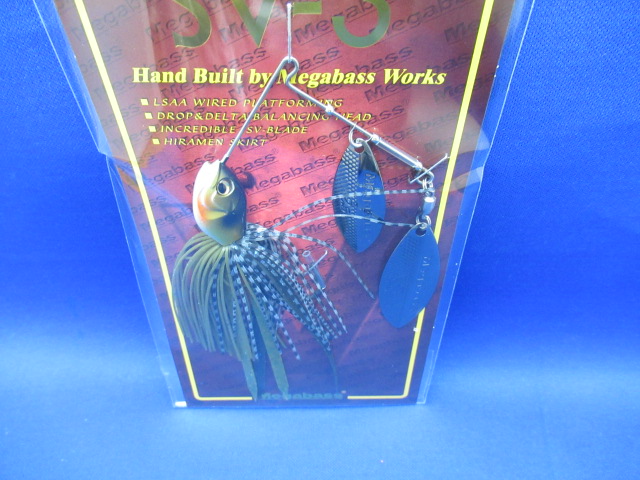 SV-3
Hand Built by Megabass Works
■ LSAA WIRED PLATFORMING
■ DROP&DELTA BALANCING HEAD
■ INCREDIBLE SV-BLADE
■ HIRAMEN SKIRT
Megabass